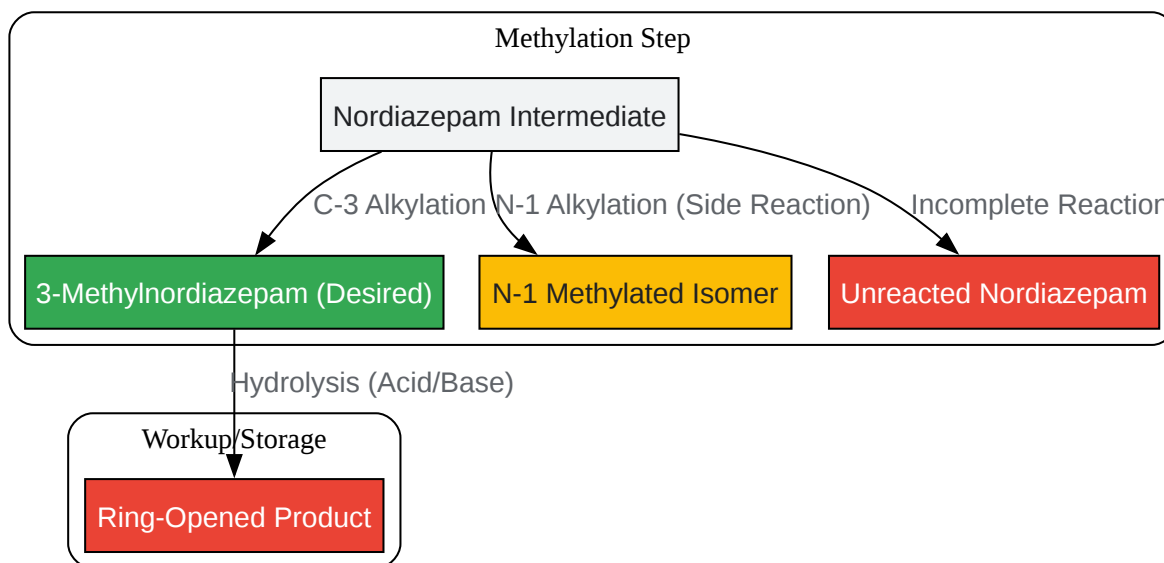 Methylation Step
Nordiazepam Intermediate
C-3 Alkylation
N-1 Alkylation (Side Reaction)
Incomplete Reaction
3-Methylnordiazepam (Desired)
N-1 Methylated Isomer
Unreacted Nordiazepam
Hydrolysis (Acid/Base)
Workup/Storage
Ring-Opened Product